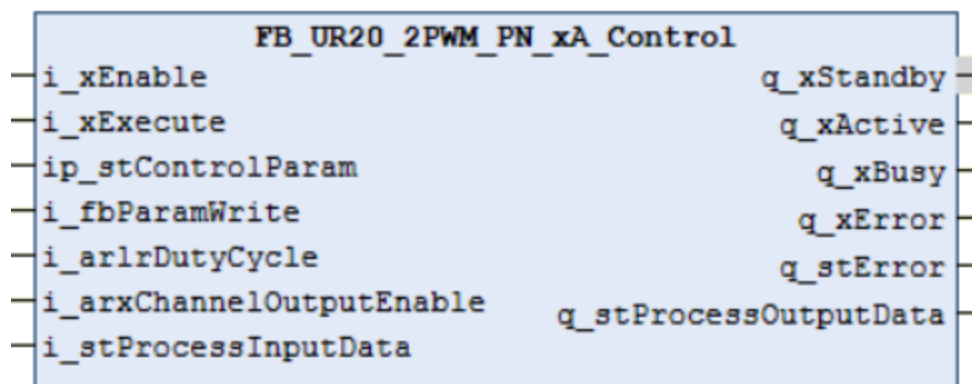 FB_UR20_2PWM_PN_xA_Control
i_xEnable
i_xExecute
ip_stControlParam
i_fbParamWrite
i_arlrDutyCycle
i_arxChannelOutputEnable
i_stProcessInputData
q_xStandby
q_xActive
q_xBusy
q_xError
q_stError
q_stProcessOutputData